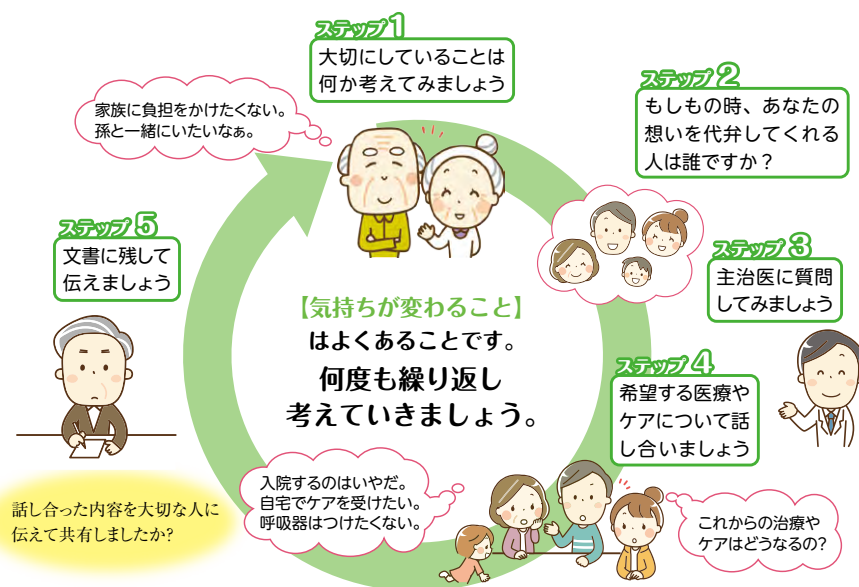 ステップ1
大切にしていることは
何か考えてみましょう
家族に負担をかけたくない。
孫と一緒にいたいなぁ。
ステップ2
もしもの時、あなたの
想いを代弁してくれる
人は誰ですか？
ステップ3
主治医に質問
してみましょう
ステップ4
希望する医療や
ケアについて話
し合いましょう
入院するのはいやだ。
自宅でケアを受けたい。
呼吸器はつけたくない。
これからの治療や
ケアはどうなるの?
ステップ5
文書に残して
伝えましょう
話し合った内容を大切な人に
伝えて共有しましたか?
【気持ちが変わること】
はよくあることです。
何度も繰り返し
考えていきましょう。